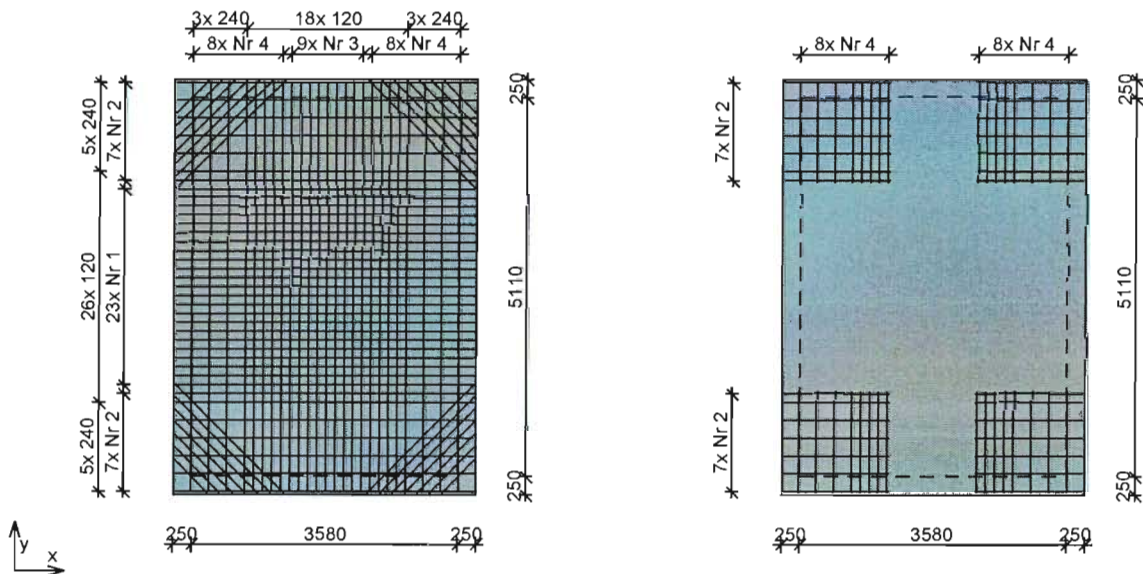 3x 240 18x 120 3x 240
8x Nr 4 9x Nr 3 8x Nr 4
5x 240
7x Nr 2
26x 120
23x Nr 1
5x 240
7x Nr 2
250
5110
250
250 3580 250
y
x
8x Nr 4 8x Nr 4
7x Nr 2
7x Nr 2
250
5110
250
250 3580 250